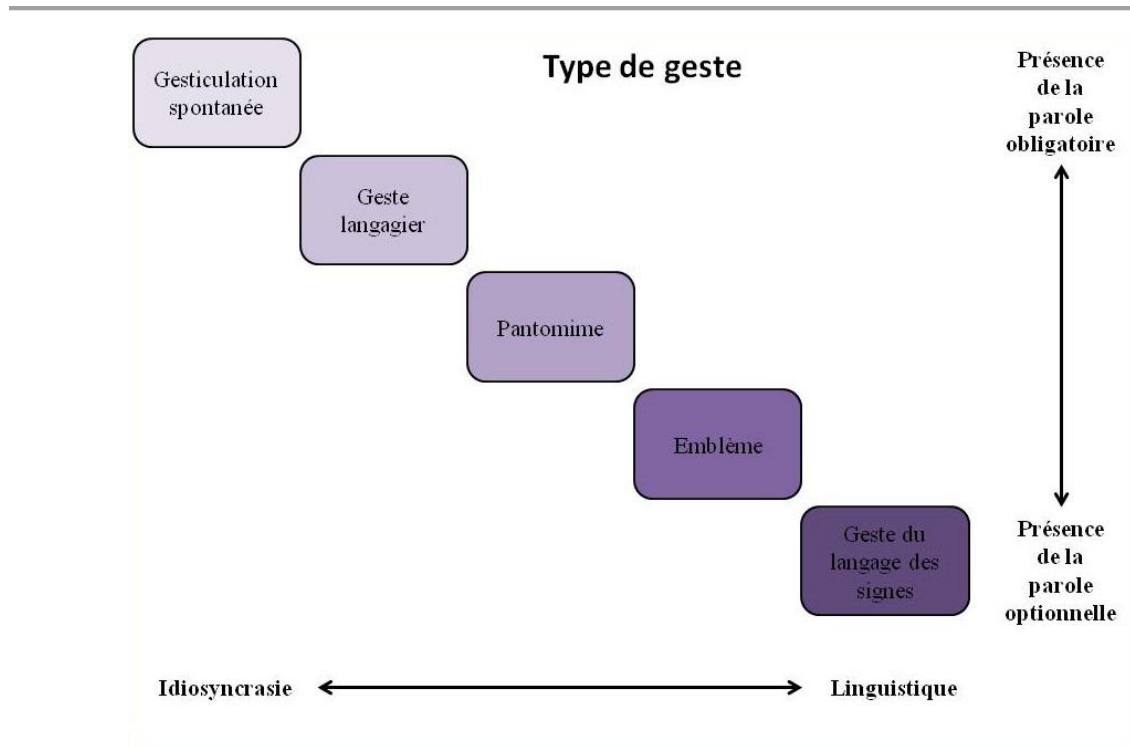 Type de geste
Gesticulation
spontanée
Geste
langagier
Pantomime
Emblème
Geste du
langage des
signes
Présence
de la
parole
obligatoire
Présence
de la
parole
optionnelle
Idiosyncrasie
Linguistique